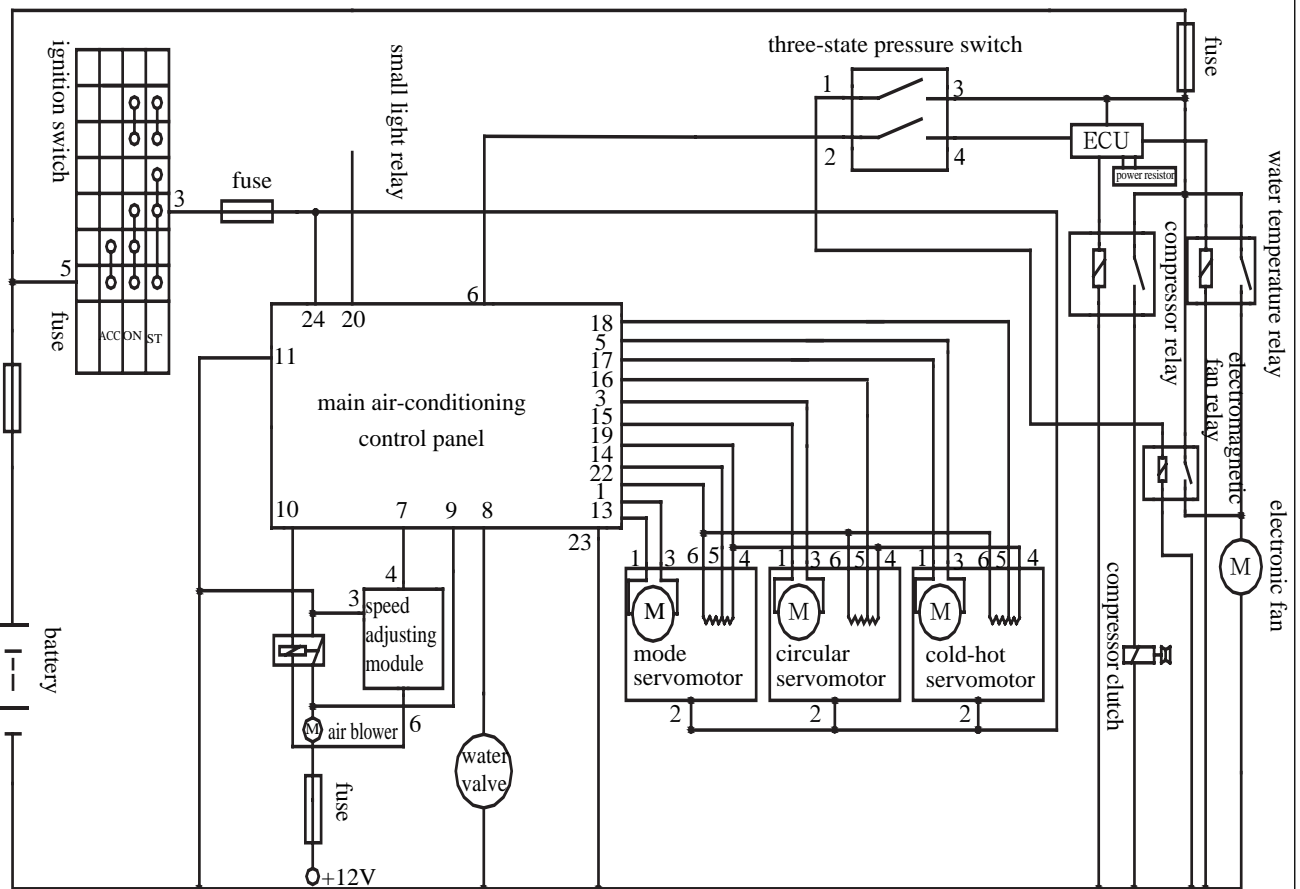 three-state pressure switch
1
3
2
4
fuse
ignition switch
small light relay
fuse
3
5
fuse
ACC
ON
ST
ECU
power resistor
water temperature relay
compressor relay
electromagnetic
fan relay
electronic fan
M
compressor clutch
6
24
20
11
18
5
17
16
3
15
19
14
22
1
13
23
main air-conditioning
control panel
10
7
9
8
4
3
speed
adjusting
module
6
M
air blower
fuse
+12V
battery
water
valve
1
3
6
5
4
M
mode
servomotor
2
1
3
6
5
4
M
circular
servomotor
2
1
3
6
5
4
M
cold-hot
servomotor
2